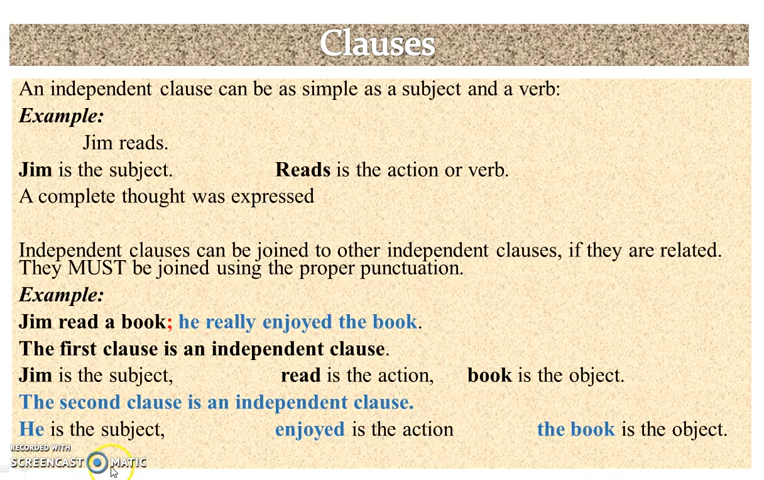 Clauses
An independent clause can be as simple as a subject and a verb:
Example:
Jim reads.
Jim is the subject. Reads is the action or verb.
A complete thought was expressed
Independent clauses can be joined to other independent clauses, if they are related.
They MUST be joined using the proper punctuation.
Example:
Jim read a book; he really enjoyed the book.
The first clause is an independent clause.
Jim is the subject, read is the action, book is the object.
The second clause is an independent clause.
He is the subject, enjoyed is the action the book is the object.
RECORDED WITH
SCREENCAST MATIC